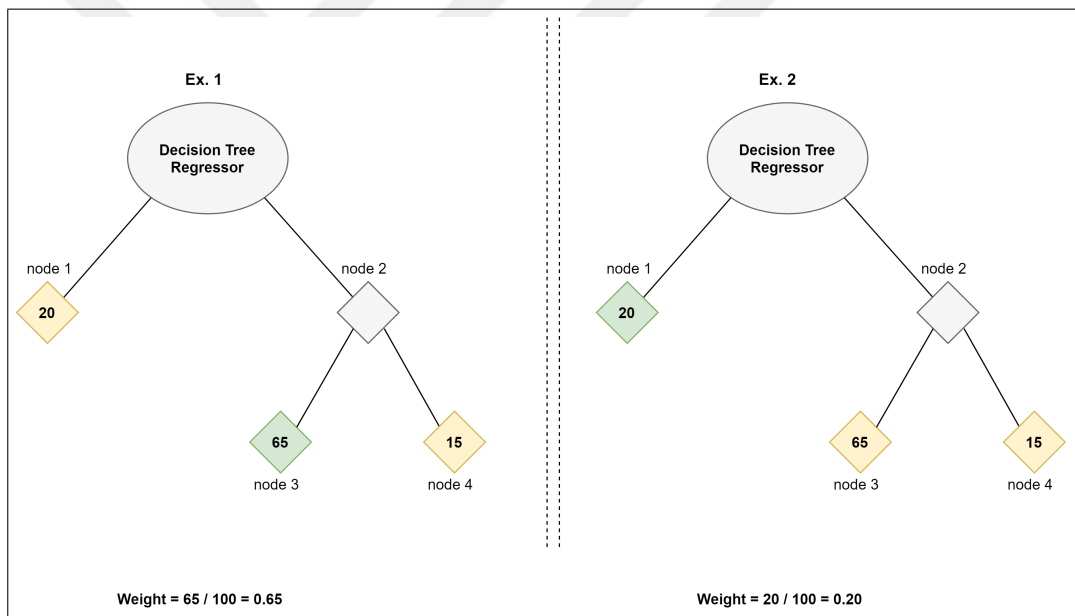 Ex. 1
Decision Tree
Regressor
node 1
node 2
20
65
15
node 3
node 4
Weight = 65 / 100 = 0.65
Ex. 2
Decision Tree
Regressor
node 1
node 2
20
65
15
node 3
node 4
Weight = 20 / 100 = 0.20